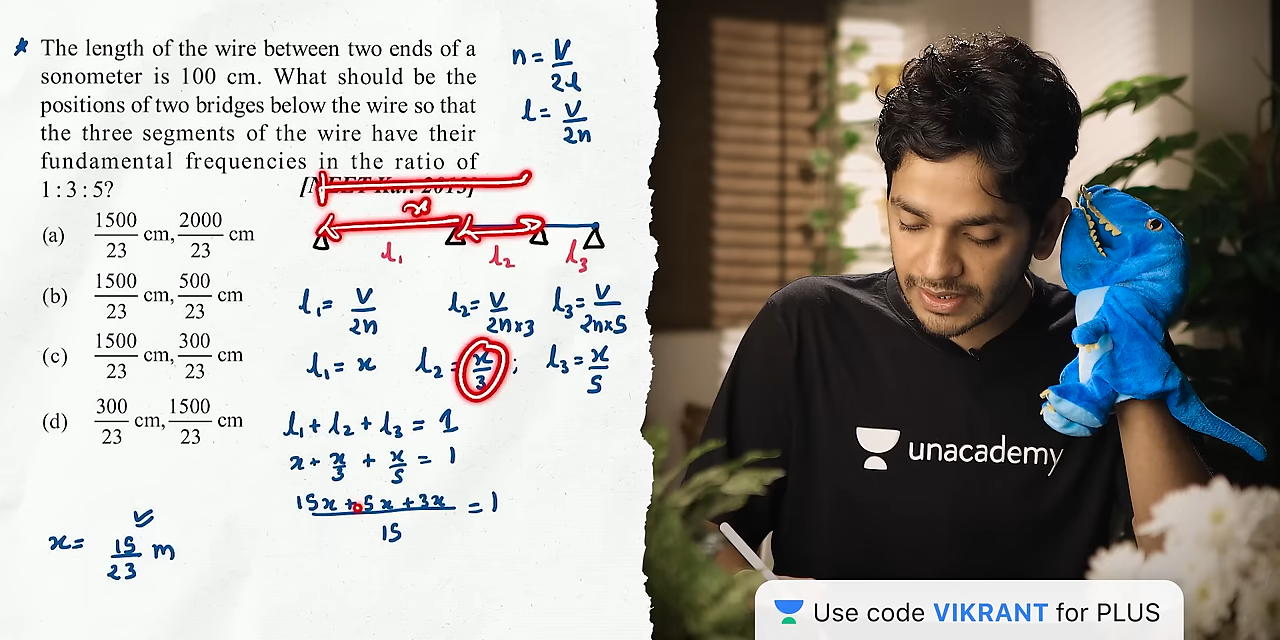 * The length of the wire between two ends of a
sonometer is 100 cm. What should be the
positions of two bridges below the wire so that
the three segments of the wire have their
fundamental frequencies in the ratio of
1 : 3 : 5? [NEET Kar. 2013]
(a) 1500/23 cm, 2000/23 cm
(b) 1500/23 cm, 500/23 cm
(c) 1500/23 cm, 300/23 cm
(d) 300/23 cm, 1500/23 cm
n = V/2l
l = V/2n
x
l₁ l₂ l₃
l₁ = V/2n l₂ = V/2n×3 l₃ = V/2n×5
l₁ = x l₂ = x/3 ; l₃ = x/5
l₁ + l₂ + l₃ = 1
x + x/3 + x/5 = 1
15x + 5x + 3x / 15 = 1
x = 15/23 m
unacademy
Use code VIKRANT for PLUS